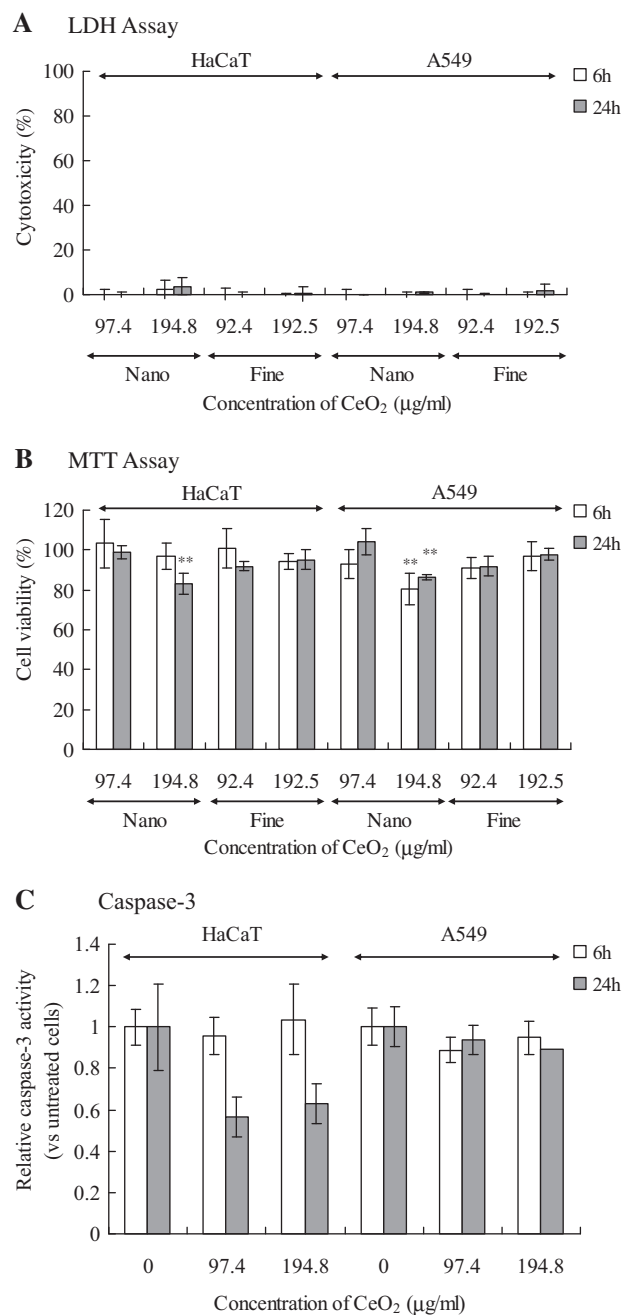 A LDH Assay
HaCaT A549
100
80
60
40
20
0
Cytotoxicity (%)
6h
24h
97.4 194.8 92.4 192.5 97.4 194.8 92.4 192.5
Nano Fine Nano Fine
Concentration of CeO₂ (μg/ml)
B MTT Assay
HaCaT A549
120
100
80
60
40
20
0
Cell viability (%)
6h
24h
**
** **
97.4 194.8 92.4 192.5 97.4 194.8 92.4 192.5
Nano Fine Nano Fine
Concentration of CeO₂ (μg/ml)
C Caspase-3
HaCaT A549
1.4
1.2
1
0.8
0.6
0.4
0.2
0
Relative caspase-3 activity
(vs untreated cells)
6h
24h
0 97.4 194.8 0 97.4 194.8
Concentration of CeO₂ (μg/ml)